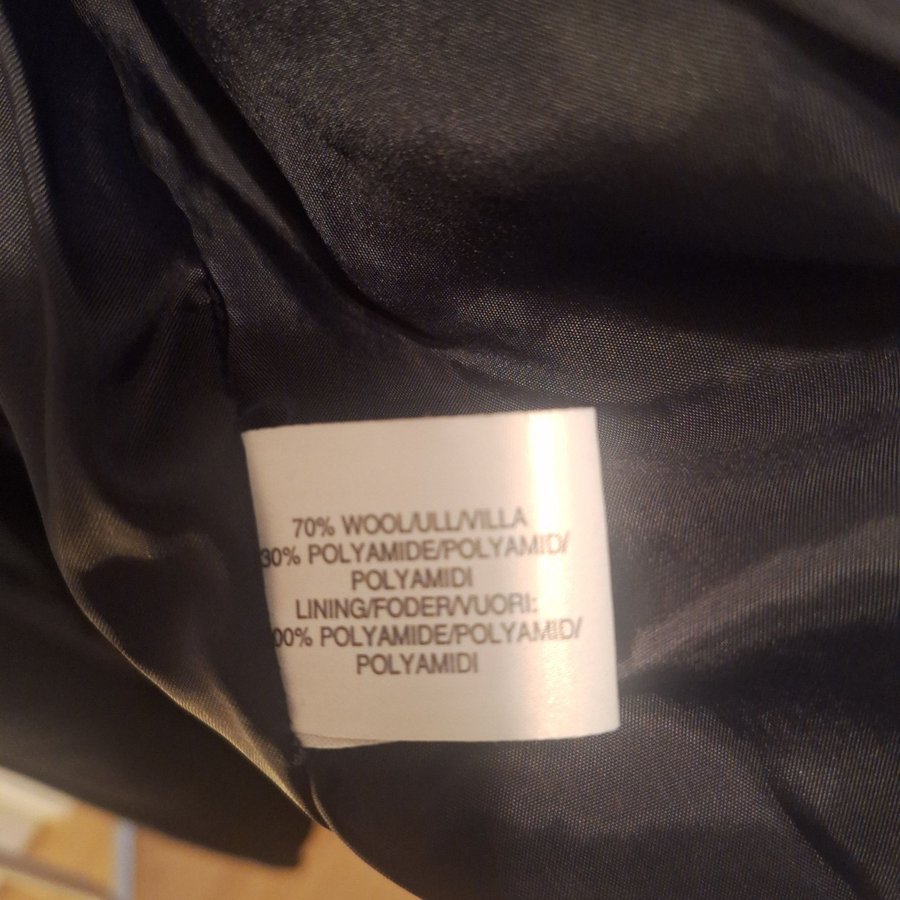 70% WOOL/ULL/VILLA
30% POLYAMIDE/POLYAMID/
POLYAMIDI
LINING/FODER/VUORI:
00% POLYAMIDE/POLYAMID/
POLYAMIDI